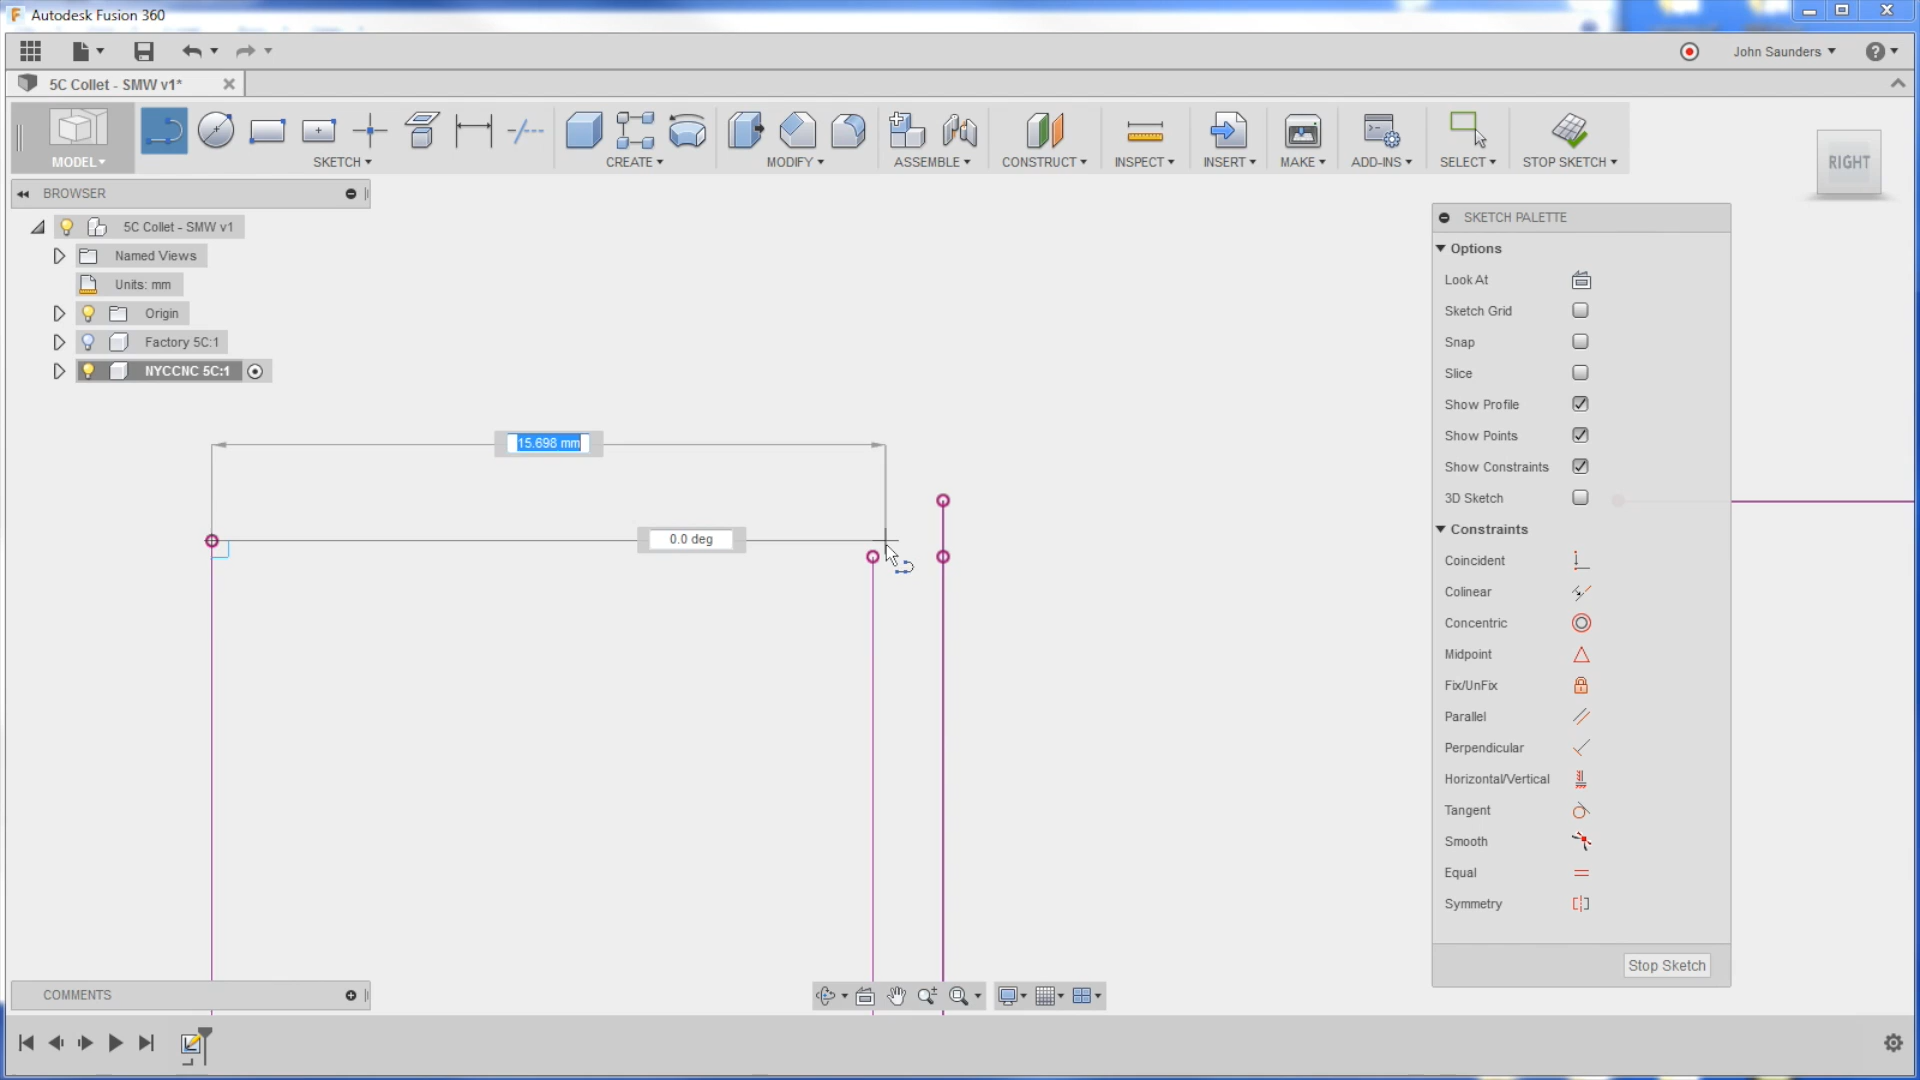 Autodesk Fusion 360
John Saunders
5C Collet - SMW v1*
MODEL
SKETCH
CREATE
MODIFY
ASSEMBLE
CONSTRUCT
INSPECT
INSERT
MAKE
ADD-INS
SELECT
STOP SKETCH
RIGHT
BROWSER
5C Collet - SMW v1
Named Views
Units: mm
Origin
Factory 5C:1
NYCCNC 5C:1
15.698 mm
0.0 deg
SKETCH PALETTE
Options
Look At
Sketch Grid
Snap
Slice
Show Profile
Show Points
Show Constraints
3D Sketch
Constraints
Coincident
Colinear
Concentric
Midpoint
Fix/UnFix
Parallel
Perpendicular
Horizontal/Vertical
Tangent
Smooth
Equal
Symmetry
Stop Sketch
COMMENTS